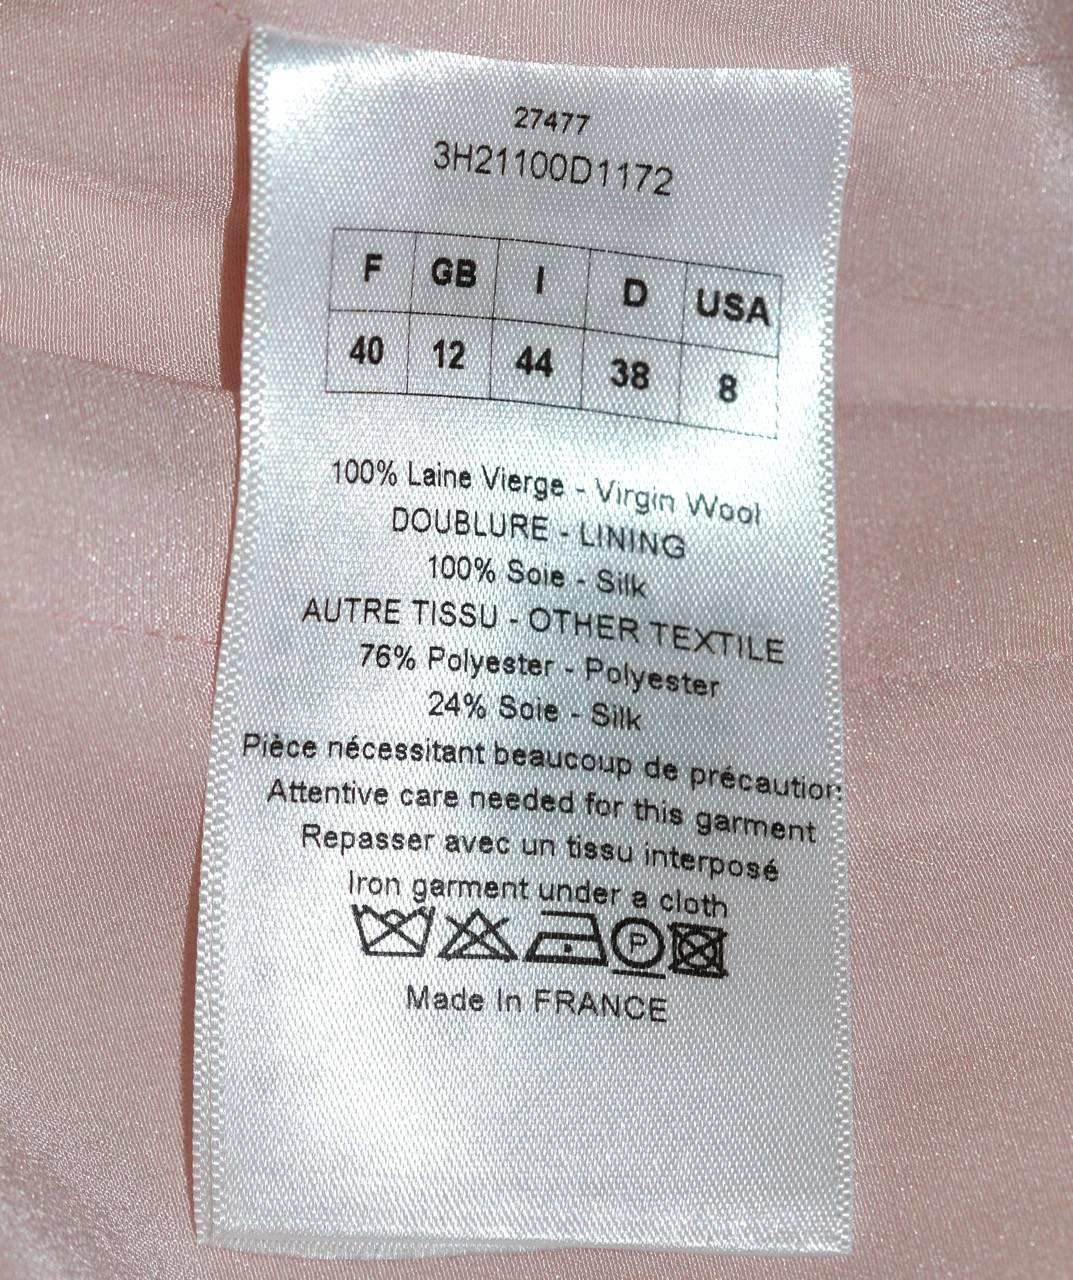 27477
3H21100D1172
F GB I D USA
40 12 44 38 8
100% Laine Vierge - Virgin Wool
DOUBLURE - LINING
100% Soie - Silk
AUTRE TISSU - OTHER TEXTILE
76% Polyester - Polyester
24% Soie - Silk
Pièce nécessitant beaucoup de précaution
Attentive care needed for this garment
Repasser avec un tissu interposé
Iron garment under a cloth
P
Made In FRANCE